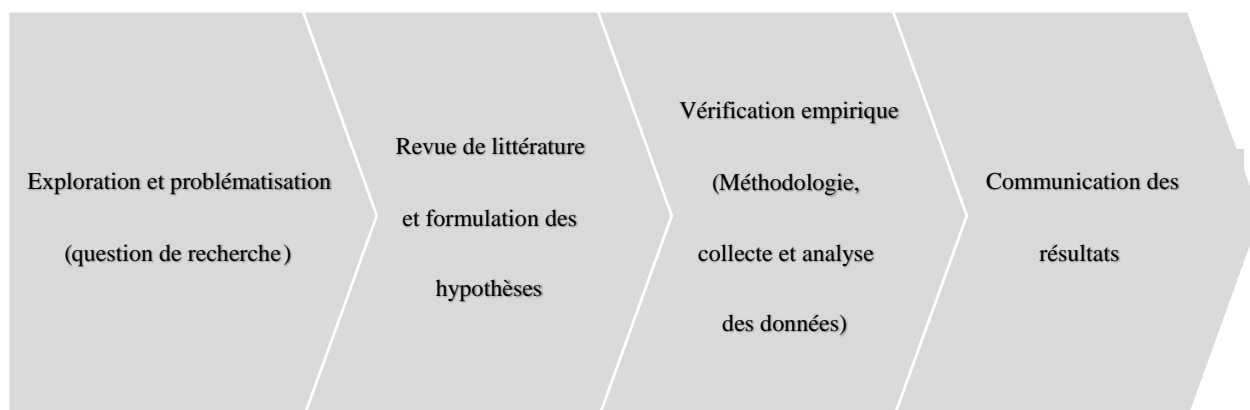 Exploration et problématisation
(question de recherche)
Revue de littérature
et formulation des
hypothèses
Vérification empirique
(Méthodologie,
collecte et analyse
des données)
Communication des
résultats